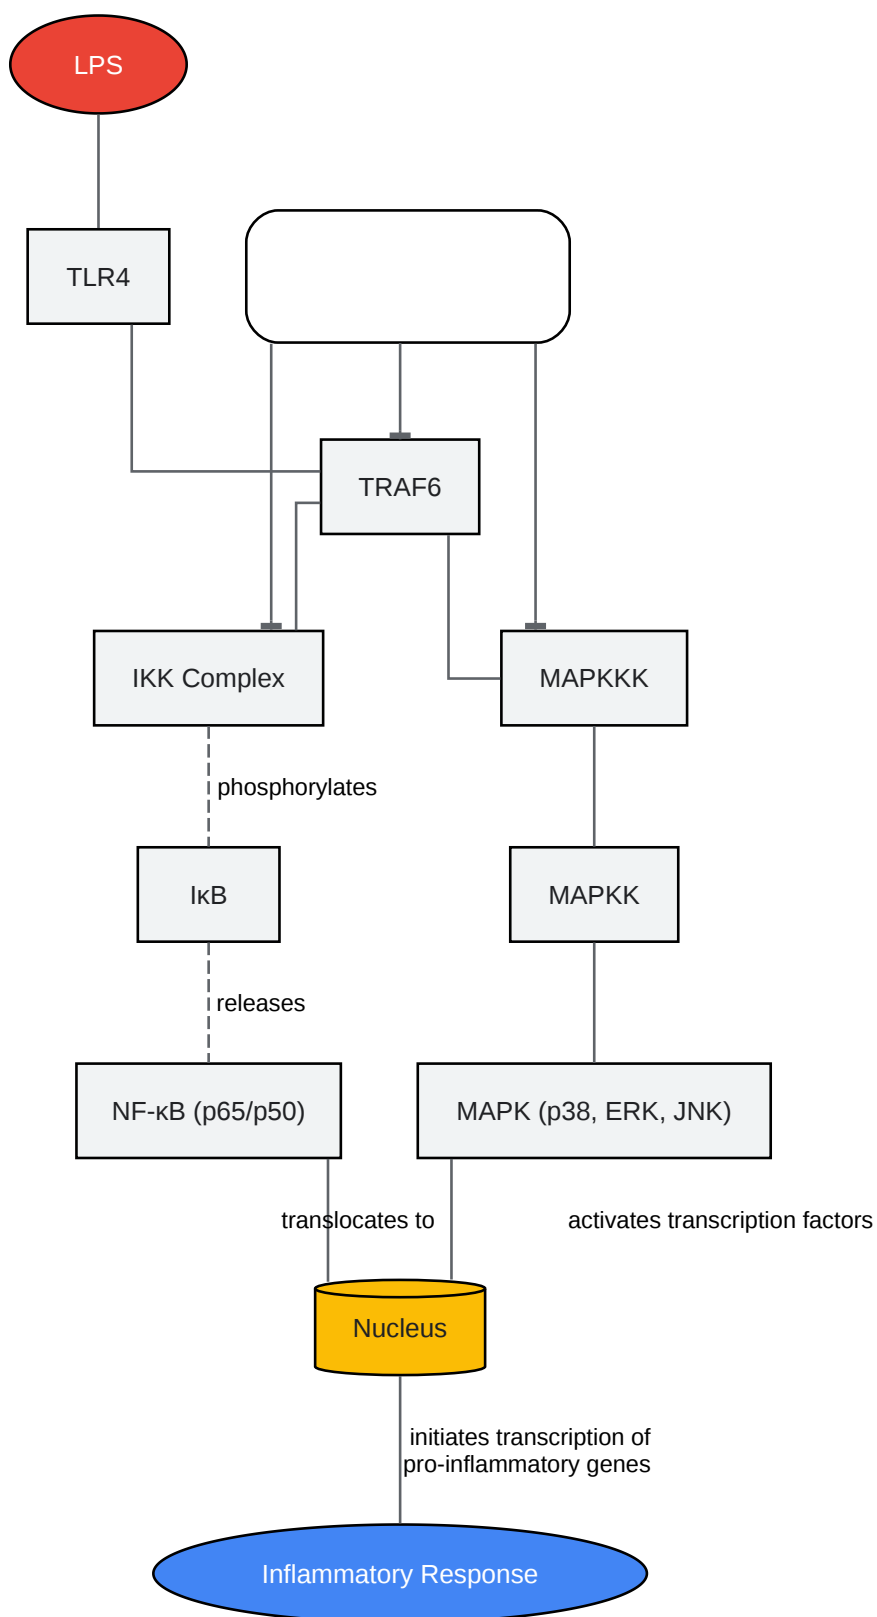 LPS
TLR4
TRAF6
IKK Complex
MAPKKK
phosphorylates
IκB
MAPKK
releases
NF-κB (p65/p50)
MAPK (p38, ERK, JNK)
translocates to
activates transcription factors
Nucleus
initiates transcription of
pro-inflammatory genes
Inflammatory Response